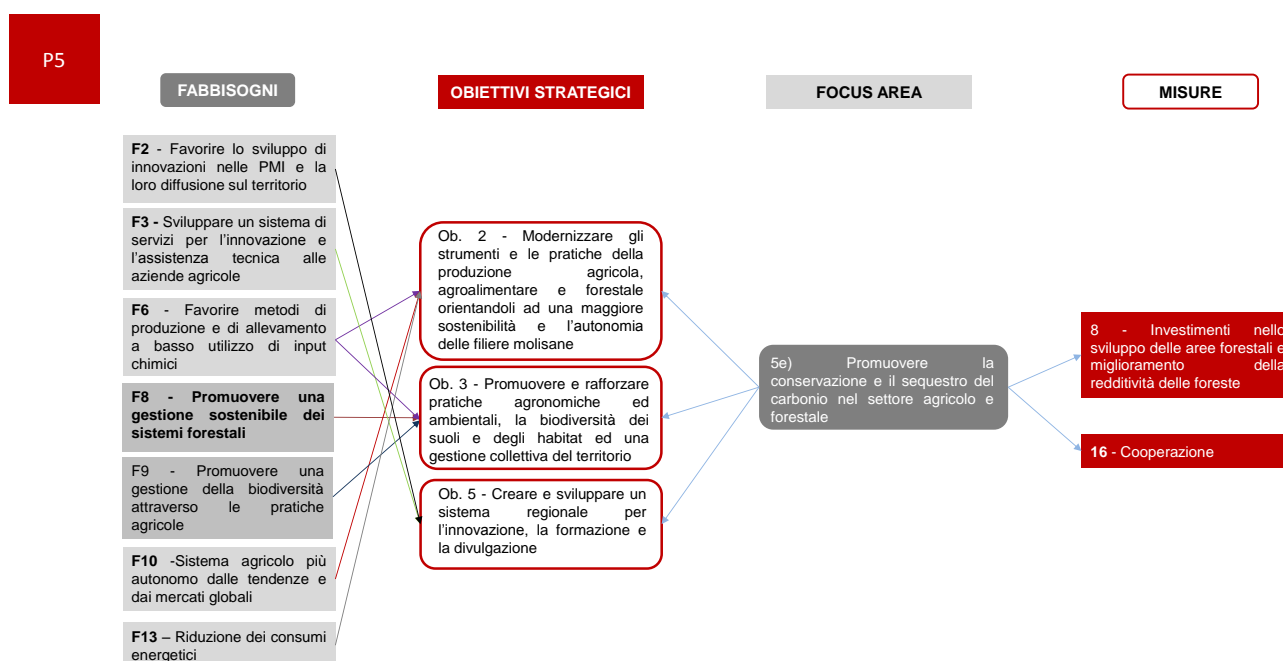 P5
FABBISOGNI
OBIETTIVI STRATEGICI
FOCUS AREA
MISURE
F2 - Favorire lo sviluppo di
innovazioni nelle PMI e la
loro diffusione sul territorio
F3 - Sviluppare un sistema di
servizi per l'innovazione e
l'assistenza tecnica alle
aziende agricole
F6 - Favorire metodi di
produzione e di allevamento
a basso utilizzo di input
chimici
F8 - Promuovere una
gestione sostenibile dei
sistemi forestali
F9 - Promuovere una
gestione della biodiversità
attraverso le pratiche
agricole
F10 -Sistema agricolo più
autonomo dalle tendenze e
dai mercati globali
F13 – Riduzione dei consumi
energetici
Ob. 2 - Modernizzare gli
strumenti e le pratiche della
produzione agricola,
agroalimentare e forestale
orientandoli ad una maggiore
sostenibilità e l'autonomia
delle filiere molisane
Ob. 3 - Promuovere e rafforzare
pratiche agronomiche ed
ambientali, la biodiversità dei
suoli e degli habitat ed una
gestione collettiva del territorio
Ob. 5 - Creare e sviluppare un
sistema regionale per
l'innovazione, la formazione e
la divulgazione
5e) Promuovere la
conservazione e il sequestro del
carbonio nel settore agricolo e
forestale
8 - Investimenti nello
sviluppo delle aree forestali e
miglioramento della
redditività delle foreste
16 - Cooperazione